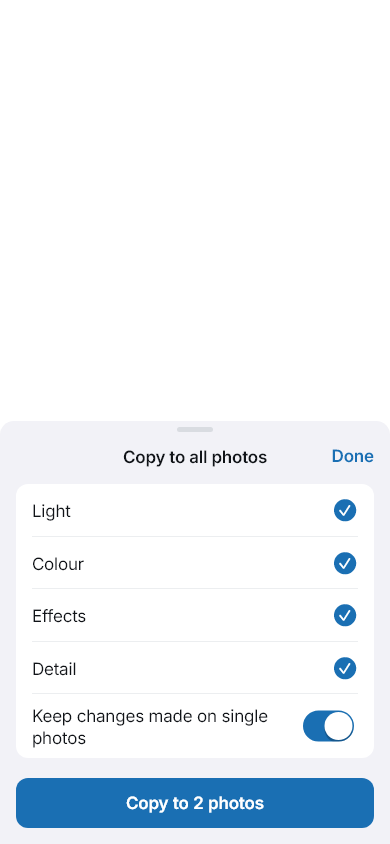 Copy to all photos
Done
Light
Colour
Effects
Detail
Keep changes made on single
photos
Copy to 2 photos